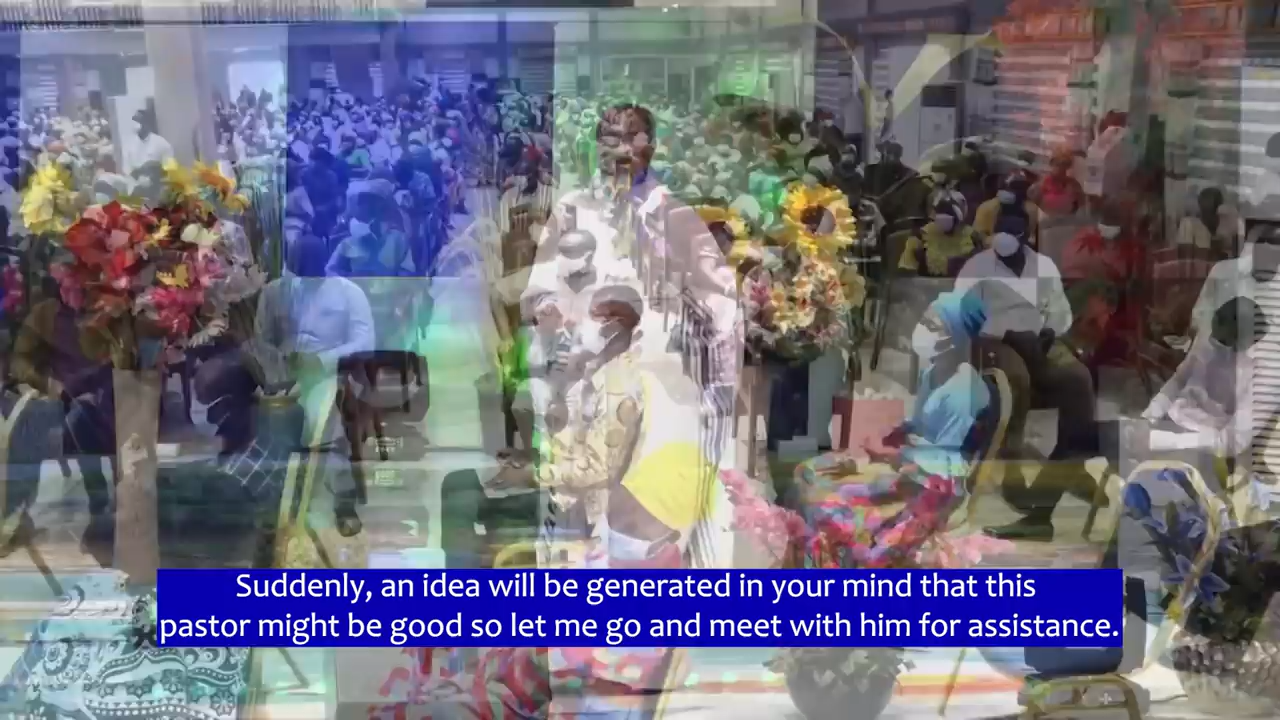 Suddenly, an idea will be generated in your mind that this
pastor might be good so let me go and meet with him for assistance.